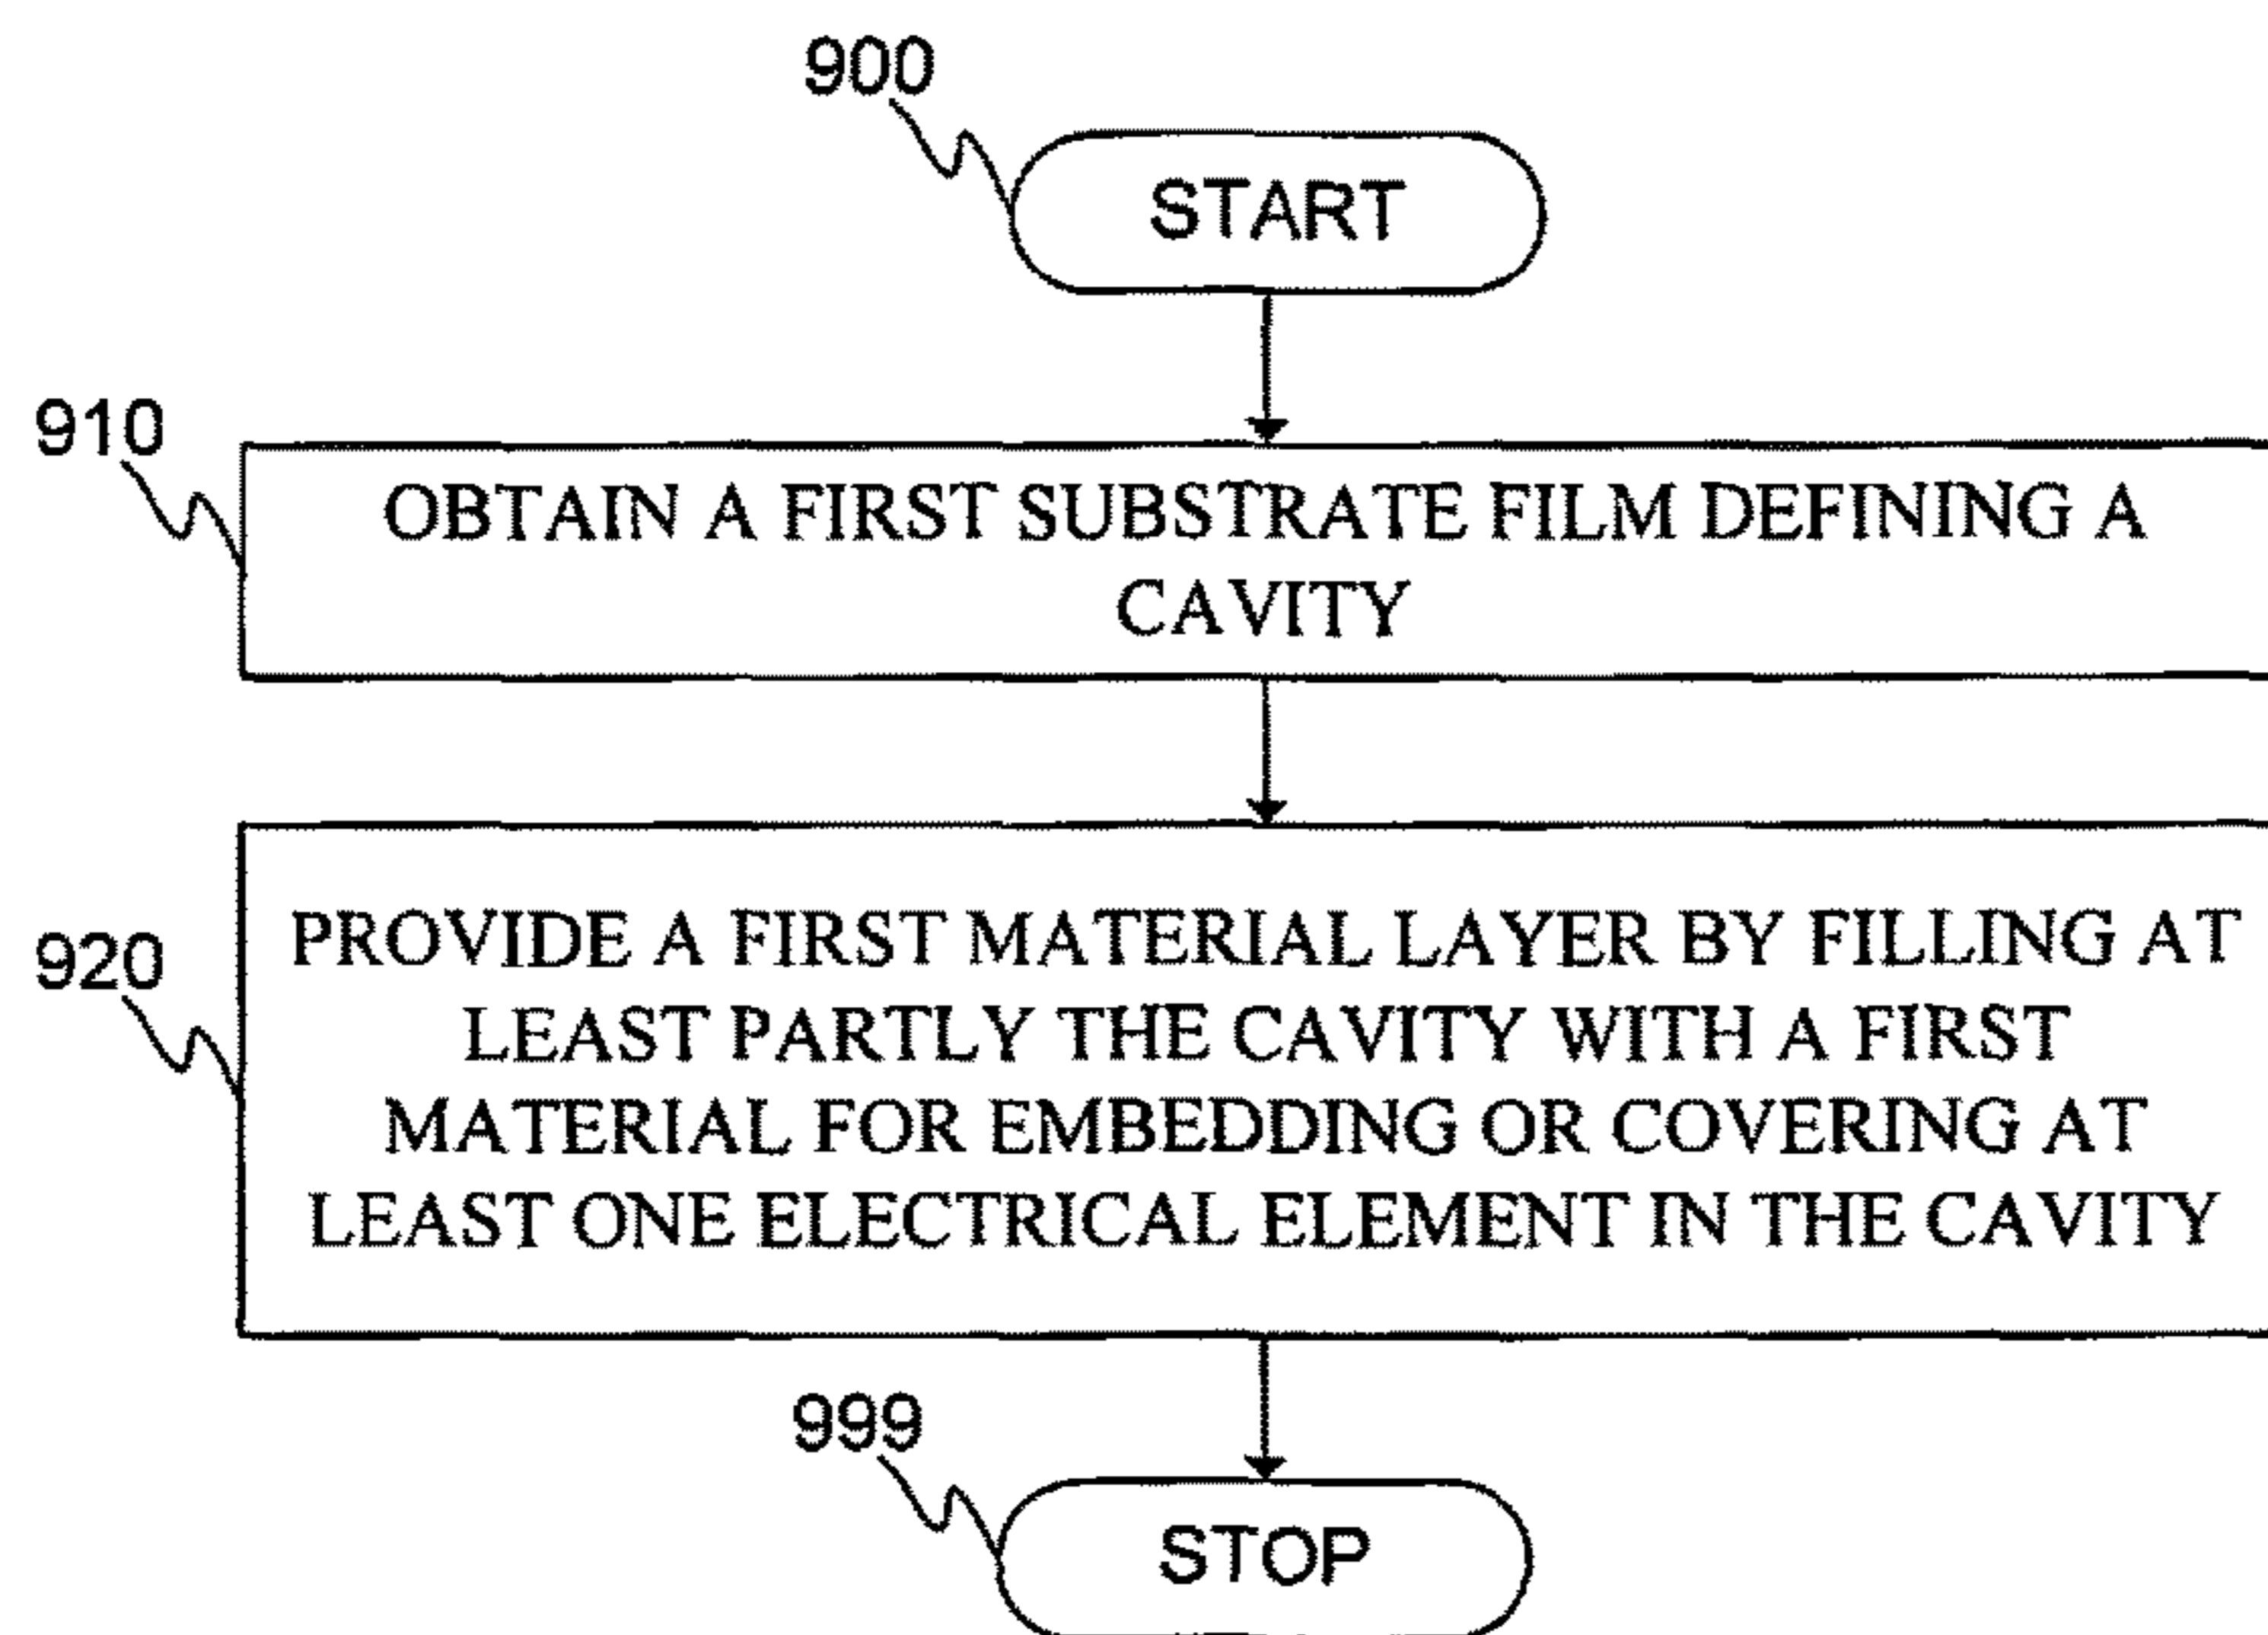 900
START
910
OBTAIN A FIRST SUBSTRATE FILM DEFINING A
CAVITY
920
PROVIDE A FIRST MATERIAL LAYER BY FILLING AT
LEAST PARTLY THE CAVITY WITH A FIRST
MATERIAL FOR EMBEDDING OR COVERING AT
LEAST ONE ELECTRICAL ELEMENT IN THE CAVITY
999
STOP